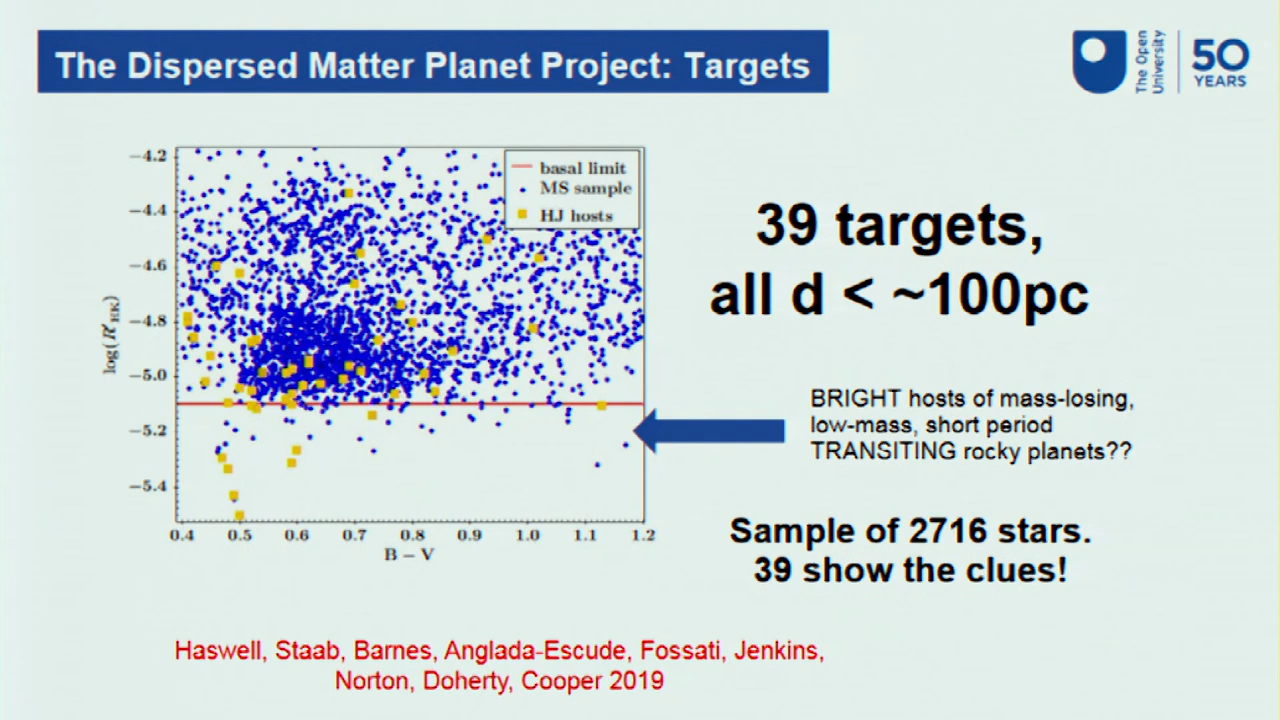 The Dispersed Matter Planet Project: Targets
The Open
University
50
YEARS
−4.2
−4.4
−4.6
−4.8
−5.0
−5.2
−5.4
log(R′HK)
0.4 0.5 0.6 0.7 0.8 0.9 1.0 1.1 1.2
B − V
basal limit
MS sample
HJ hosts
39 targets,
all d < ~100pc
BRIGHT hosts of mass-losing,
low-mass, short period
TRANSITING rocky planets??
Sample of 2716 stars.
39 show the clues!
Haswell, Staab, Barnes, Anglada-Escude, Fossati, Jenkins,
Norton, Doherty, Cooper 2019